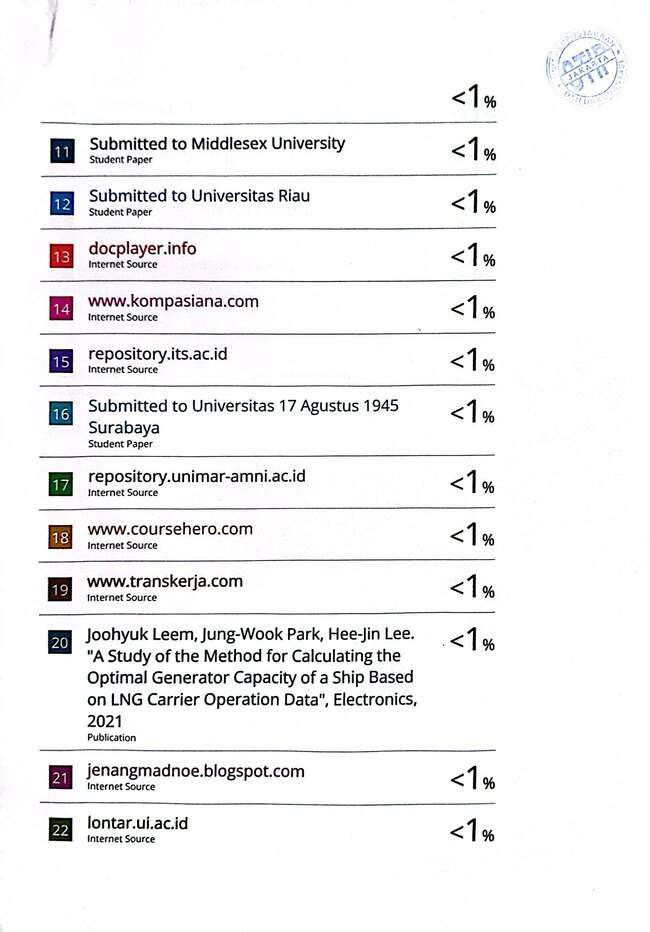 PERPUSTAKAAN
JAKARTA
<1%
11 Submitted to Middlesex University <1%
Student Paper
12 Submitted to Universitas Riau <1%
Student Paper
13 docplayer.info <1%
Internet Source
14 www.kompasiana.com <1%
Internet Source
15 repository.its.ac.id <1%
Internet Source
16 Submitted to Universitas 17 Agustus 1945 <1%
Surabaya
Student Paper
17 repository.unimar-amni.ac.id <1%
Internet Source
18 www.coursehero.com <1%
Internet Source
19 www.transkerja.com <1%
Internet Source
20 Joohyuk Leem, Jung-Wook Park, Hee-Jin Lee. <1%
"A Study of the Method for Calculating the
Optimal Generator Capacity of a Ship Based
on LNG Carrier Operation Data", Electronics,
2021
Publication
21 jenangmadnoe.blogspot.com <1%
Internet Source
22 lontar.ui.ac.id <1%
Internet Source